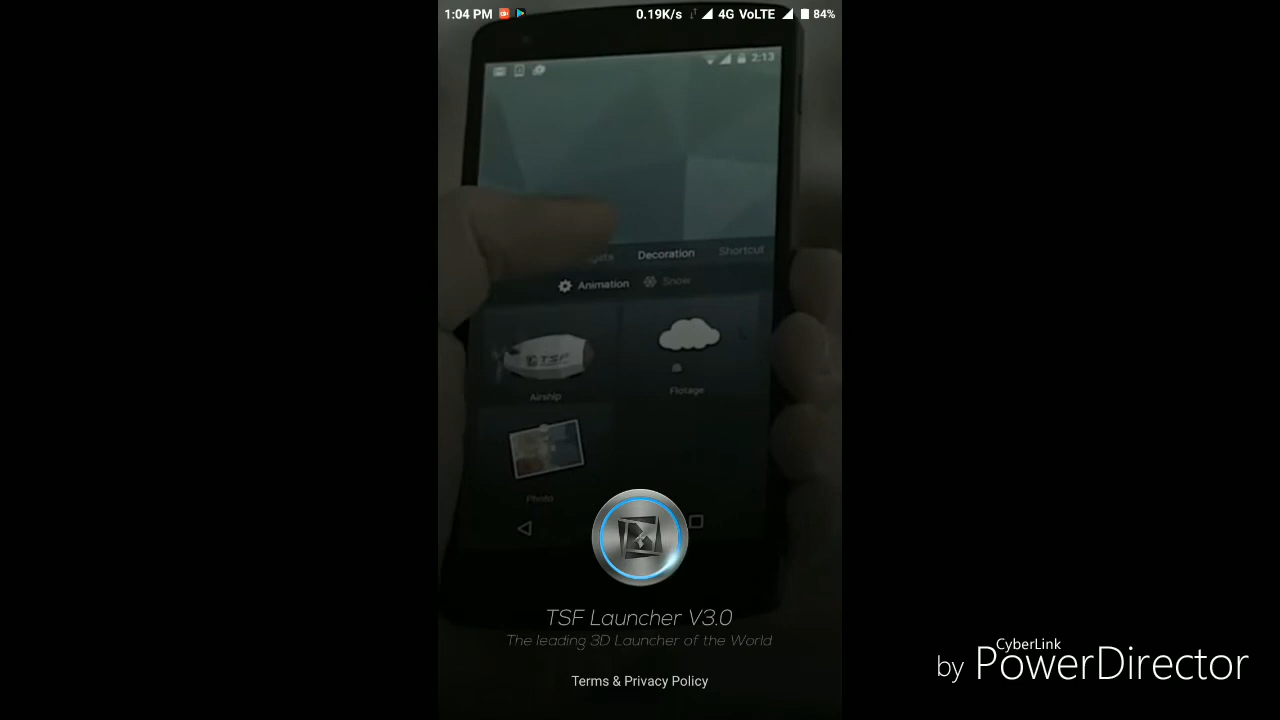 1:04 PM 0.19K/s 4G VoLTE 84%
2:13
Decoration Shortcut
Animation Snow
TSF
Airship Flotage
Photo
TSF Launcher V3.0
The leading 3D Launcher of the World
Terms & Privacy Policy
CyberLink
by PowerDirector